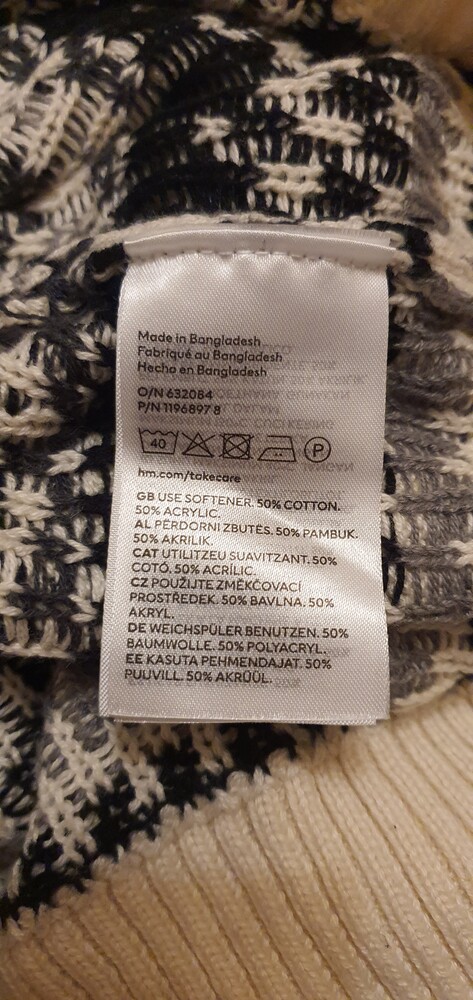 Made in Bangladesh
Fabriqué au Bangladesh
Hecho en Bangladesh
O/N 632084
P/N 1196897 8
40 P
hm.com/takecare
GB USE SOFTENER. 50% COTTON.
50% ACRYLIC.
AL PËRDORNI ZBUTËS. 50% PAMBUK.
50% AKRILIK.
CAT UTILITZEU SUAVITZANT. 50%
COTÓ. 50% ACRÍLIC.
CZ POUŽIJTE ZMĚKČOVACÍ
PROSTŘEDEK. 50% BAVLNA. 50%
AKRYL.
DE WEICHSPÜLER BENUTZEN. 50%
BAUMWOLLE. 50% POLYACRYL.
EE KASUTA PEHMENDAJAT. 50%
PUUVILL. 50% AKRÜÜL.